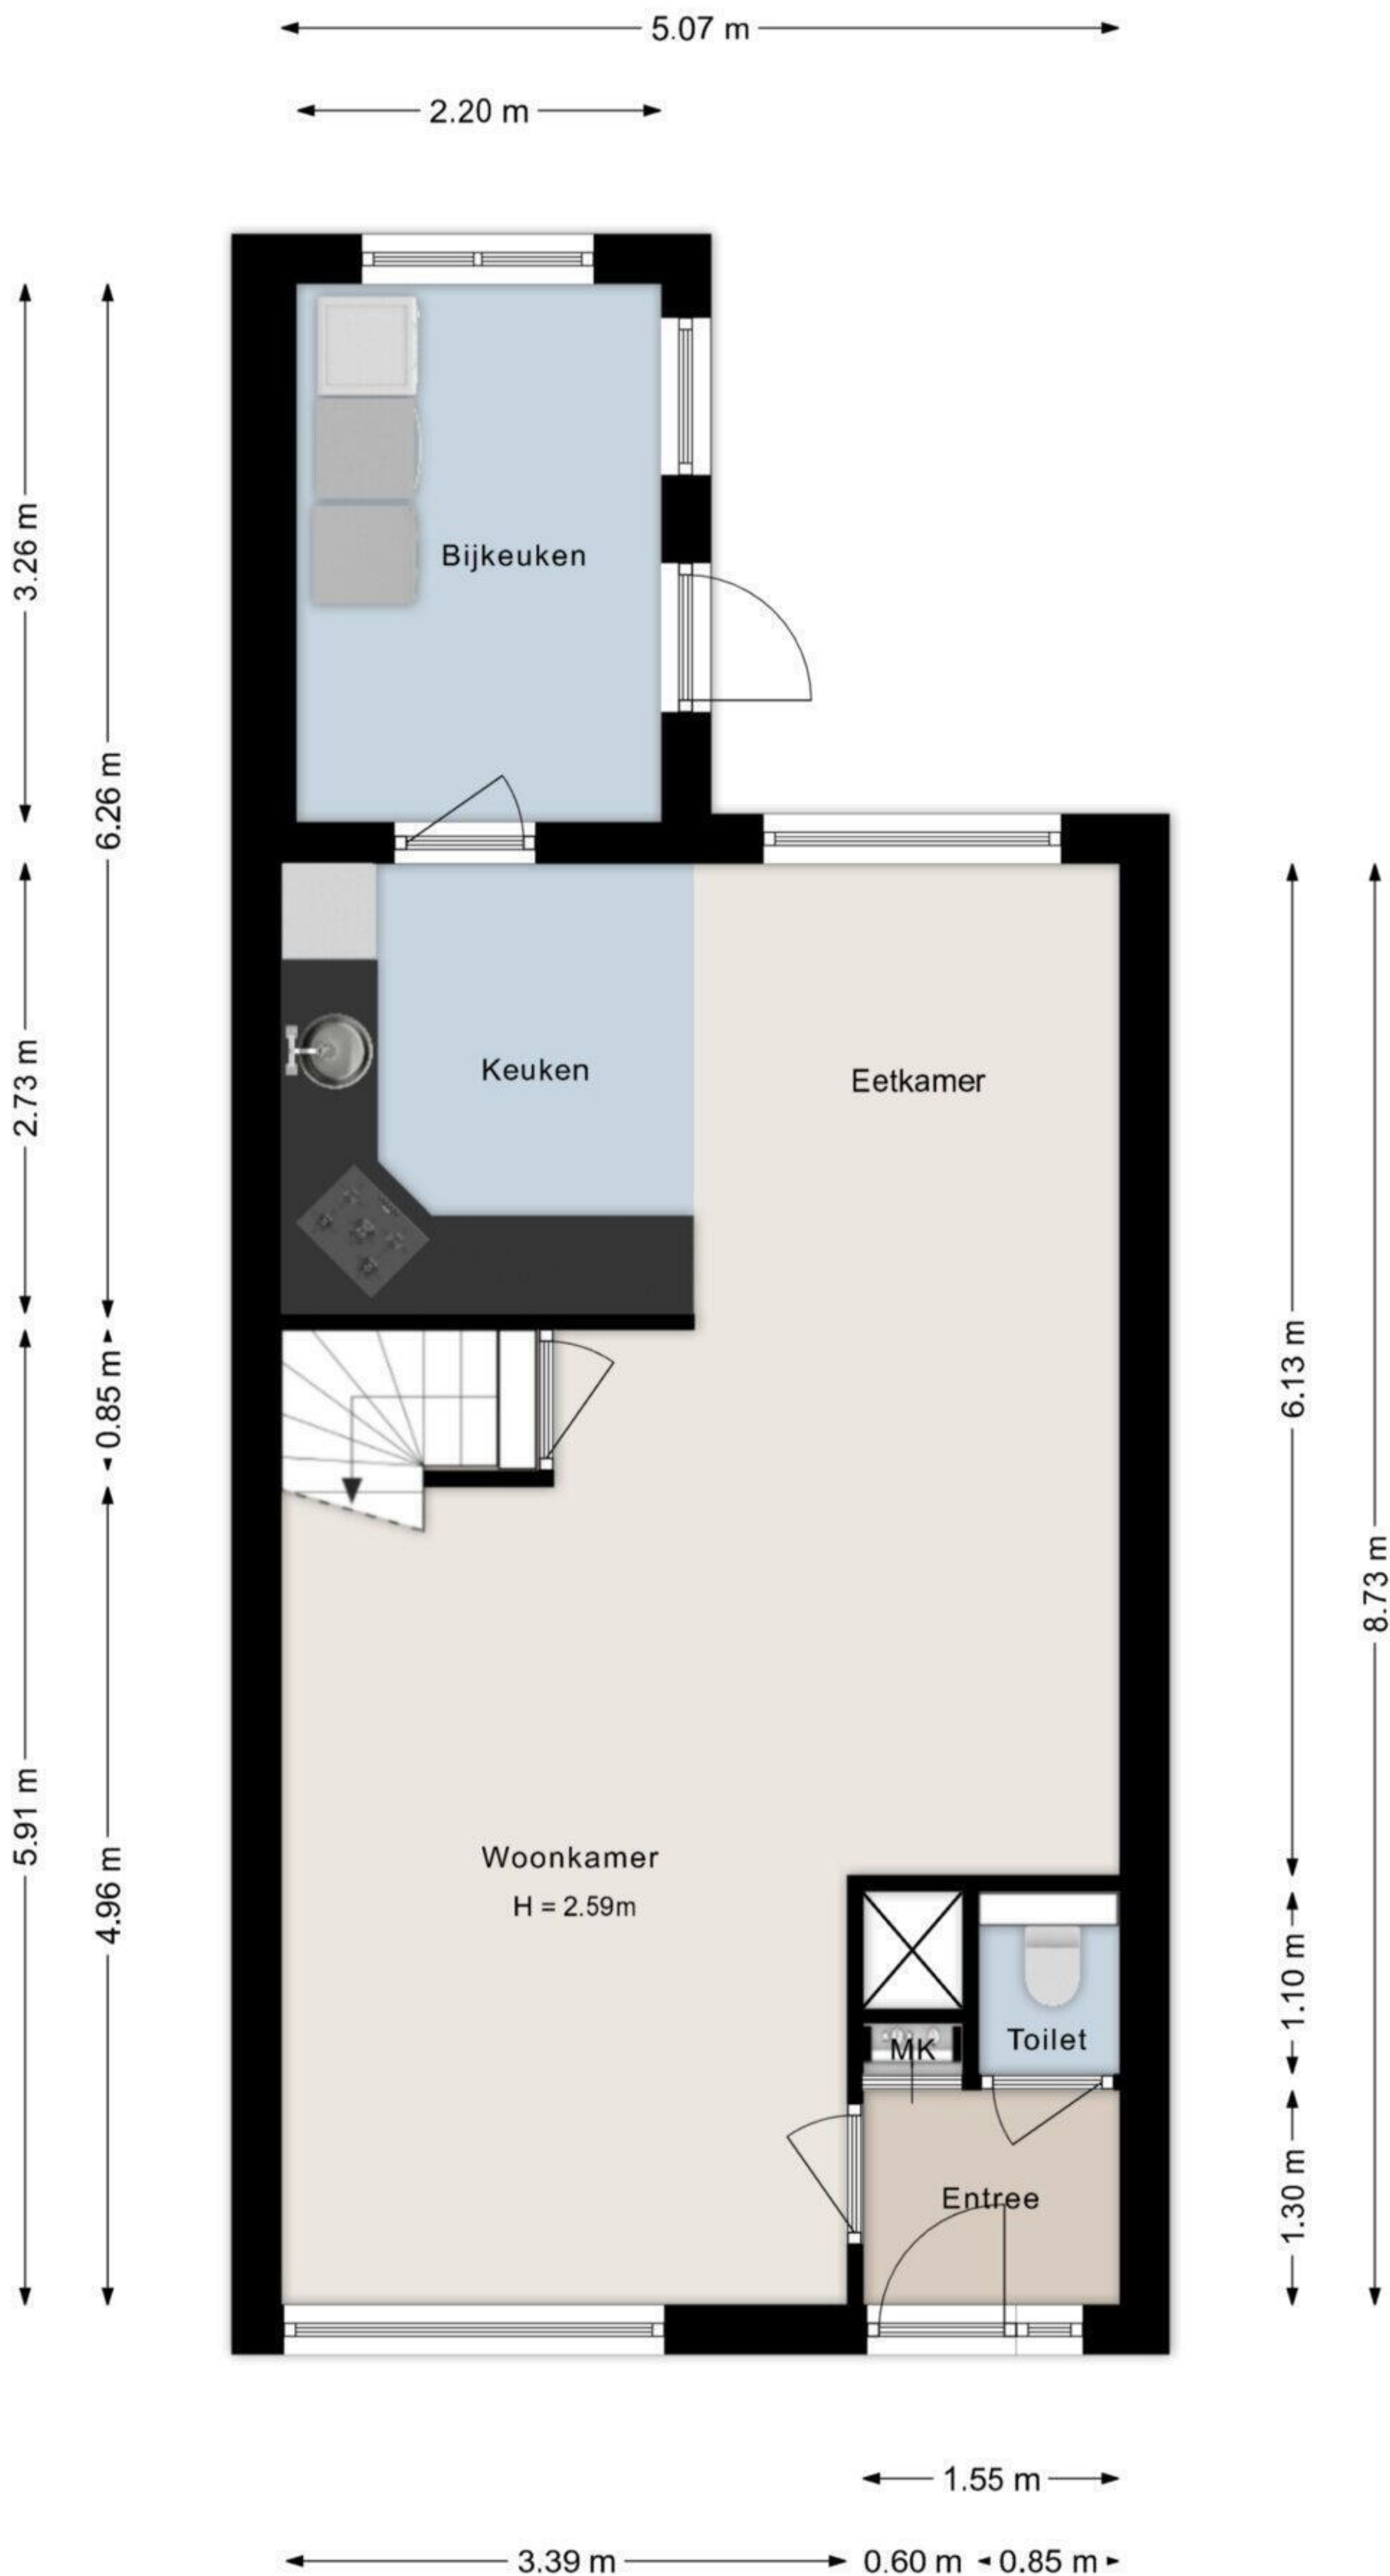 5.07 m
2.20 m
3.26 m
6.26 m
Bijkeuken
2.73 m
Keuken
Eetkamer
0.85 m
6.13 m
8.73 m
5.91 m
4.96 m
Woonkamer
H = 2.59m
1.10 m
MK
Toilet
1.30 m
Entree
1.55 m
3.39 m
0.60 m
0.85 m